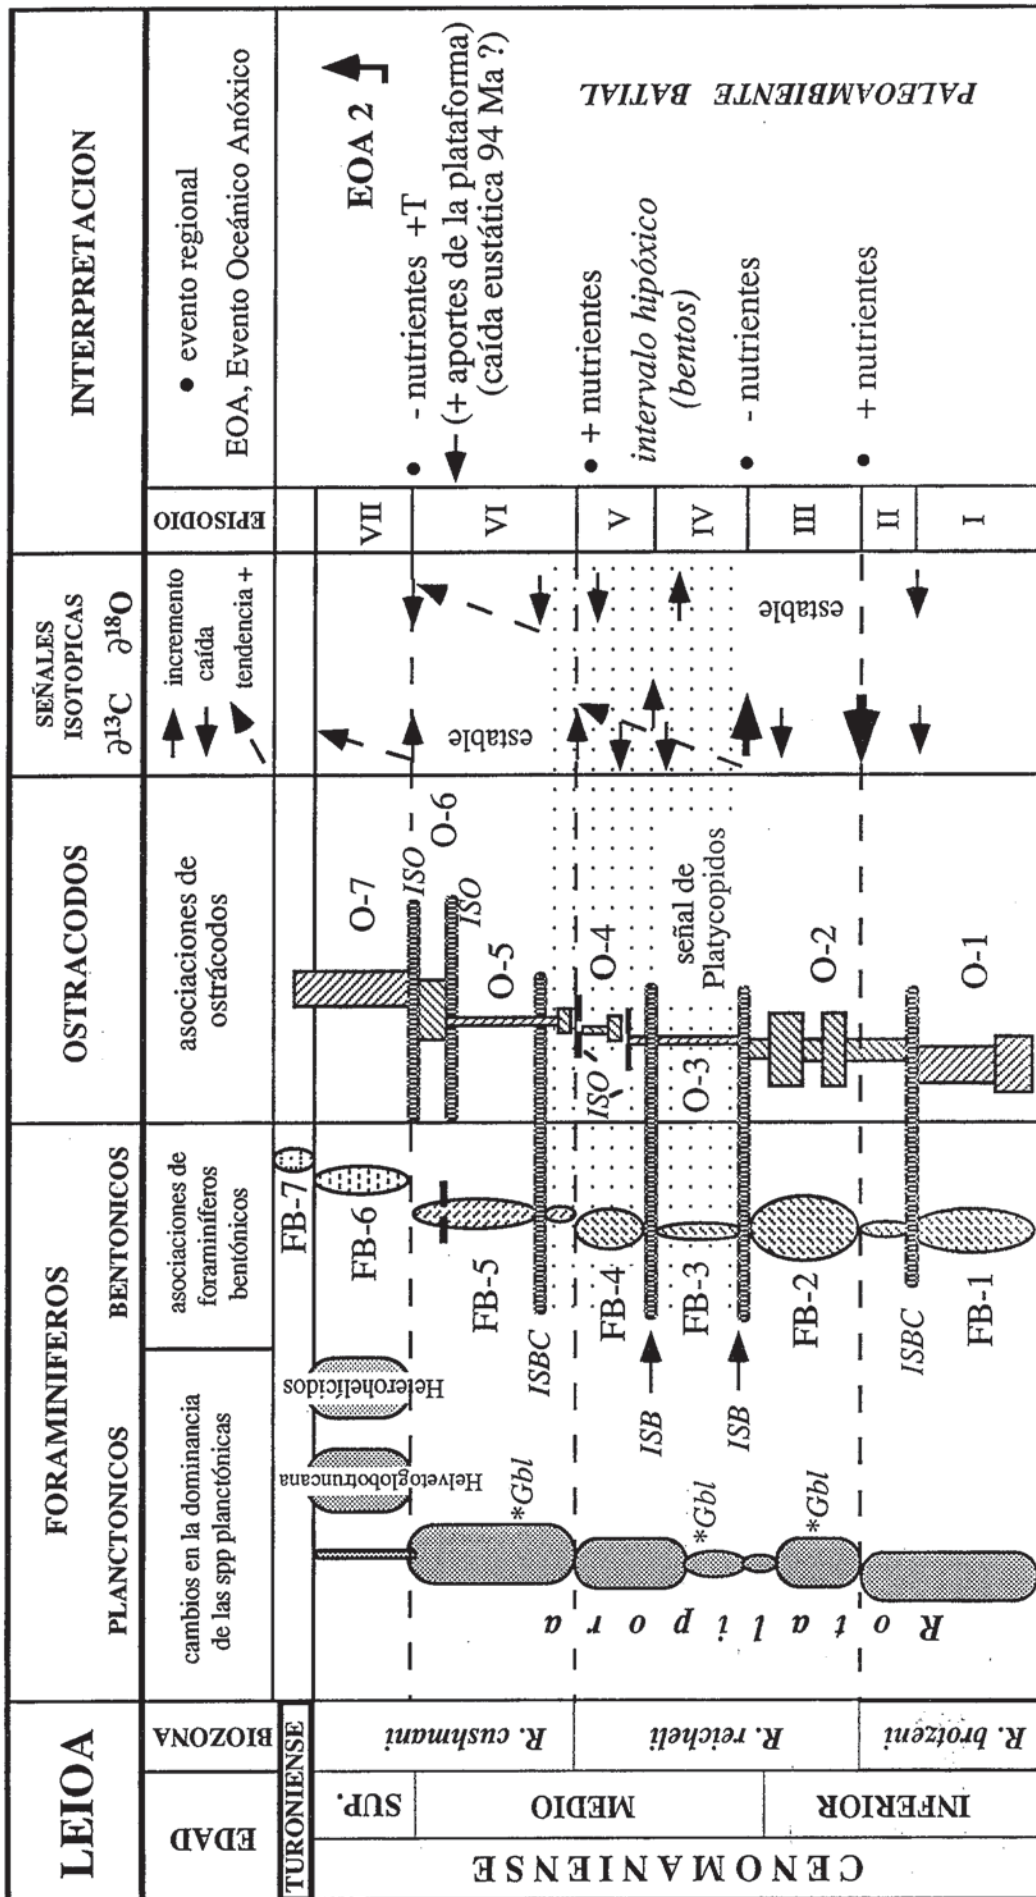 LEIOA
FORAMINIFEROS
OSTRACODOS
SEÑALES
ISOTOPICAS
∂13C ∂18O
INTERPRETACION
PLANCTONICOS
BENTONICOS
EDAD
BIOZONA
cambios en la dominancia
de las spp planctónicas
asociaciones de
foraminíferos
bentónicos
asociaciones de
ostrácodos
incremento
caída
tendencia +
EPISODIO
● evento regional
EOA, Evento Oceánico Anóxico
TURONIENSE
CENOMANIENSE
SUP.
MEDIO
INFERIOR
R. cushmani
R. reicheli
R. brotzeni
Rotalipora
Helvetoglobotruncana
Heterohelícidos
*Gbl
*Gbl
*Gbl
FB-7
FB-6
FB-5
ISBC
FB-4
ISB
FB-3
ISB
FB-2
ISBC
FB-1
O-7
ISO
O-6
ISO
O-5
O-4
ISO
O-3
señal de
Platycopidos
O-2
O-1
estable
estable
VII
VI
V
IV
III
II
I
EOA 2
● - nutrientes +T
(+ aportes de la plataforma)
(caída eustática 94 Ma ?)
● + nutrientes
intervalo hipóxico
(bentos)
● - nutrientes
● + nutrientes
PALEOAMBIENTE BATIAL